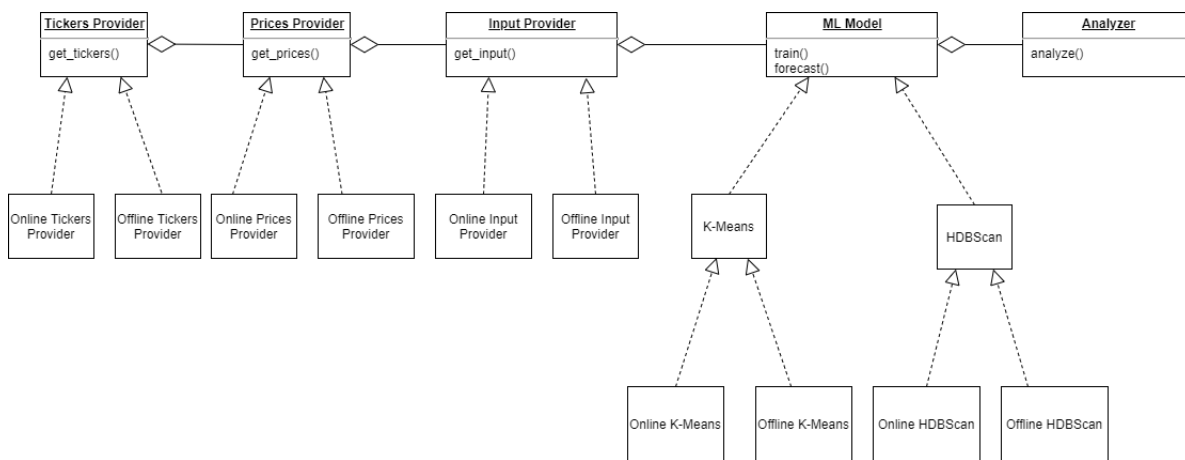 Tickers Provider
get_tickers()
Prices Provider
get_prices()
Input Provider
get_input()
ML Model
train()
forecast()
Analyzer
analyze()
Online Tickers
Provider
Offline Tickers
Provider
Online Prices
Provider
Offline Prices
Provider
Online Input
Provider
Offline Input
Provider
K-Means
HDBScan
Online K-Means
Offline K-Means
Online HDBScan
Offline HDBScan